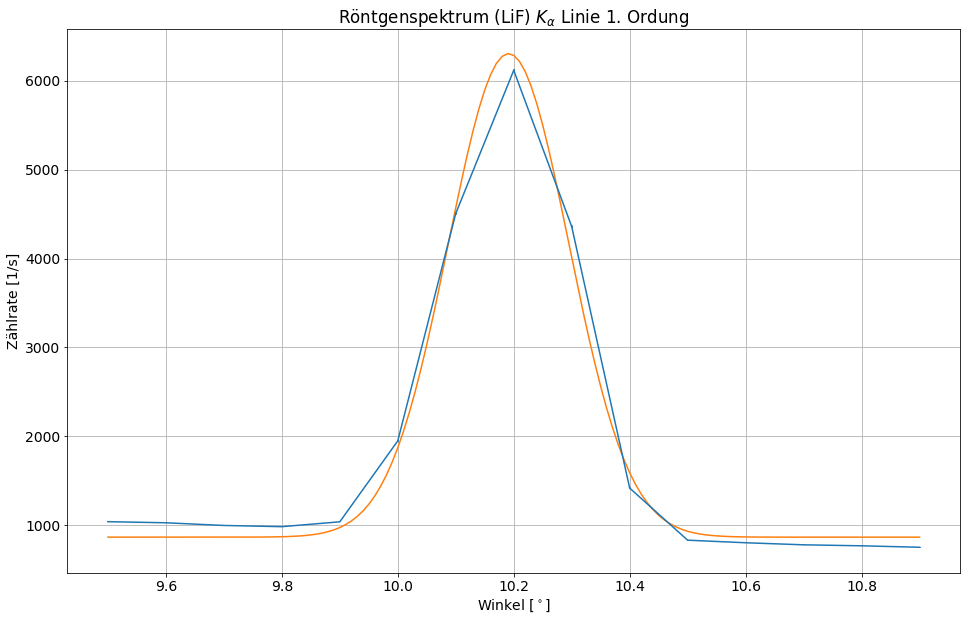 Röntgenspektrum (LiF) $K_\alpha$ Linie 1. Ordung
Zählrate [1/s]
6000
5000
4000
3000
2000
1000
9.6 9.8 10.0 10.2 10.4 10.6 10.8
Winkel [°]